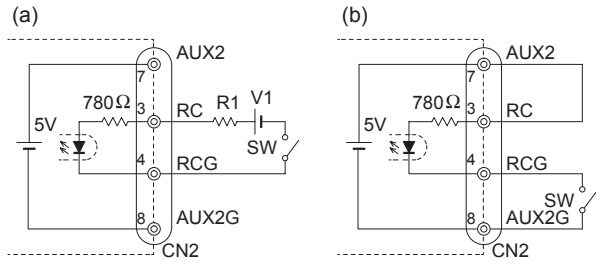 (a)
AUX2
7
780Ω
3
RC
R1
V1
5V
SW
4
RCG
8
AUX2G
CN2
(b)
AUX2
7
780Ω
3
RC
5V
RCG
4
SW
8
AUX2G
CN2